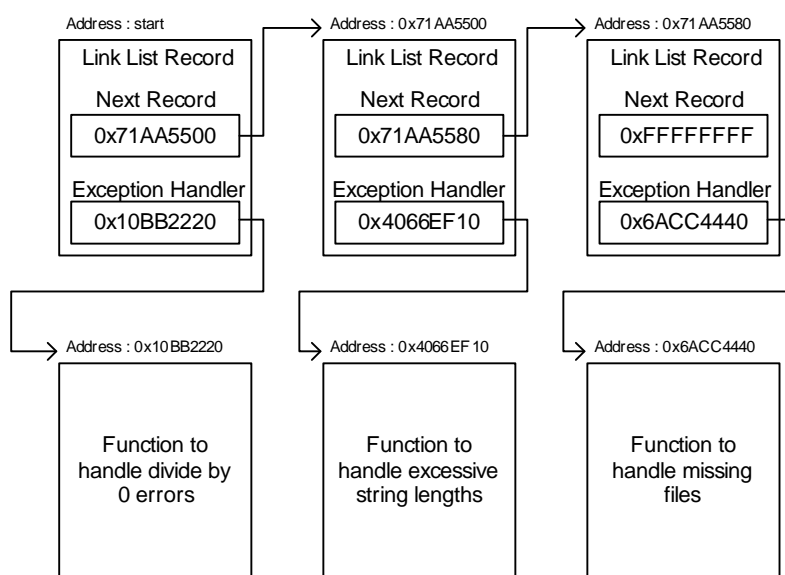 Address : start
Link List Record
Next Record
0x71AA5500
Exception Handler
0x10BB2220
Address : 0x71AA5500
Link List Record
Next Record
0x71AA5580
Exception Handler
0x4066EF10
Address : 0x71AA5580
Link List Record
Next Record
0xFFFFFFFF
Exception Handler
0x6ACC4440
Address : 0x10BB2220
Function to
handle divide by
0 errors
Address : 0x4066EF10
Function to
handle excessive
string lengths
Address : 0x6ACC4440
Function to
handle missing
files